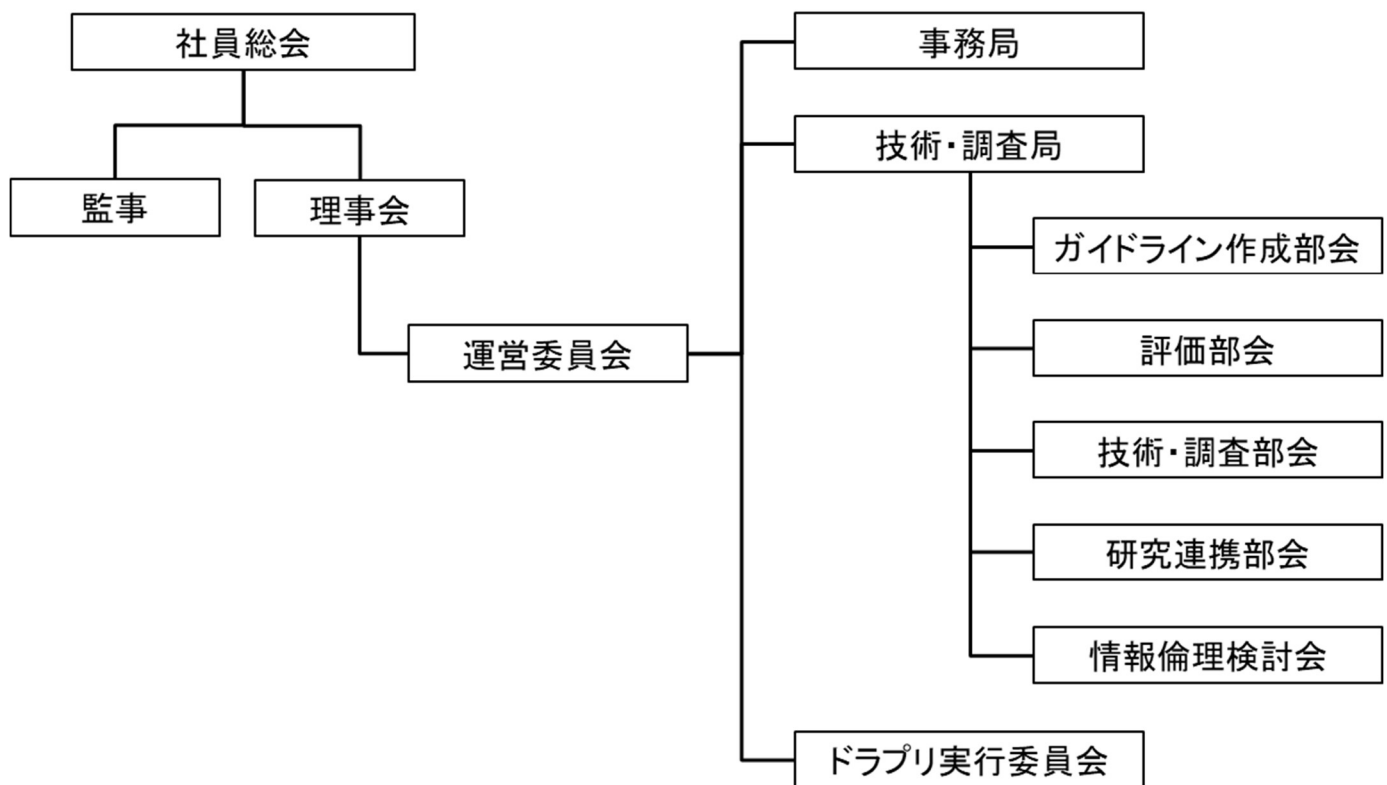 社員総会
監事
理事会
運営委員会
事務局
技術・調査局
ガイドライン作成部会
評価部会
技術・調査部会
研究連携部会
情報倫理検討会
ドラプリ実行委員会